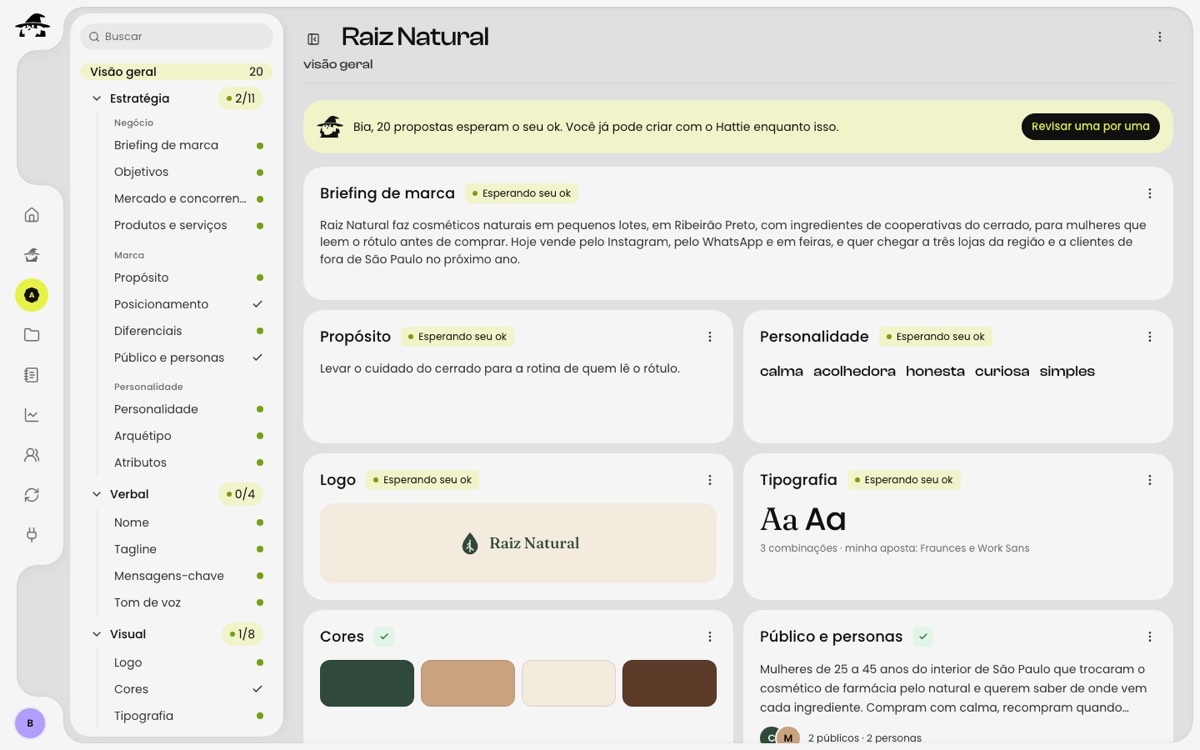 Buscar
Visão geral 20
Estratégia 2/11
Negócio
Briefing de marca
Objetivos
Mercado e concorren...
Produtos e serviços
Marca
Propósito
Posicionamento
Diferenciais
Público e personas
Personalidade
Personalidade
Arquétipo
Atributos
Verbal 0/4
Nome
Tagline
Mensagens-chave
Tom de voz
Visual 1/8
Logo
Cores
Tipografia
B
A
Raiz Natural
visão geral
Bia, 20 propostas esperam o seu ok. Você já pode criar com o Hattie enquanto isso.
Revisar uma por uma
Briefing de marca Esperando seu ok
Raiz Natural faz cosméticos naturais em pequenos lotes, em Ribeirão Preto, com ingredientes de cooperativas do cerrado, para mulheres que
leem o rótulo antes de comprar. Hoje vende pelo Instagram, pelo WhatsApp e em feiras, e quer chegar a três lojas da região e a clientes de
fora de São Paulo no próximo ano.
Propósito Esperando seu ok
Levar o cuidado do cerrado para a rotina de quem lê o rótulo.
Personalidade Esperando seu ok
calma acolhedora honesta curiosa simples
Logo Esperando seu ok
Raiz Natural
Tipografia Esperando seu ok
Aa Aa
3 combinações · minha aposta: Fraunces e Work Sans
Cores
Público e personas
Mulheres de 25 a 45 anos do interior de São Paulo que trocaram o
cosmético de farmácia pelo natural e querem saber de onde vem
cada ingrediente. Compram com calma, recompram quando...
C M 2 públicos · 2 personas